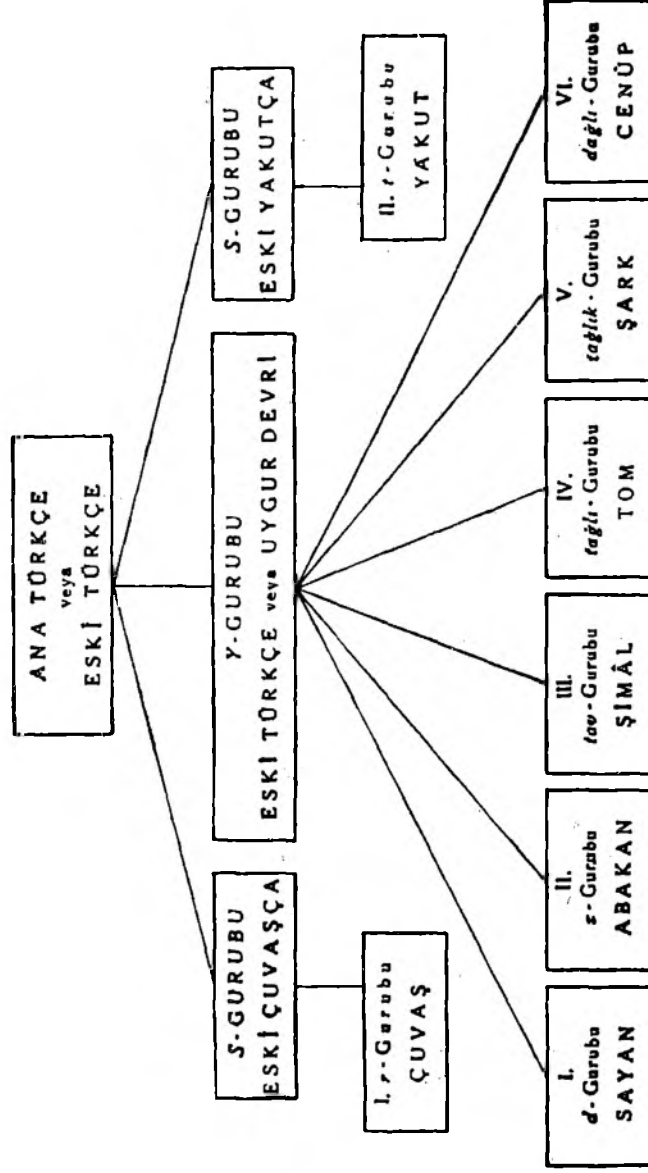 ANA TÜRKÇE
veya
ESKİ TÜRKÇE
S-GURUBU
ESKİ ÇUVAŞÇA
Y-GURUBU
ESKİ TÜRKÇE veya UYGUR DEVRİ
S-GURUBU
ESKİ YAKUTÇA
I. r-Gurubu
ÇUVAŞ
II. t-Gurubu
YAKUT
I.
d-Gurubu
SAYAN
II.
z-Gurubu
ABAKAN
III.
tav-Gurubu
ŞİMÂL
IV.
tağlı-Gurubu
TOM
V.
tağlık-Gurubu
ŞARK
VI.
dağlı-Gurubu
CENÛP